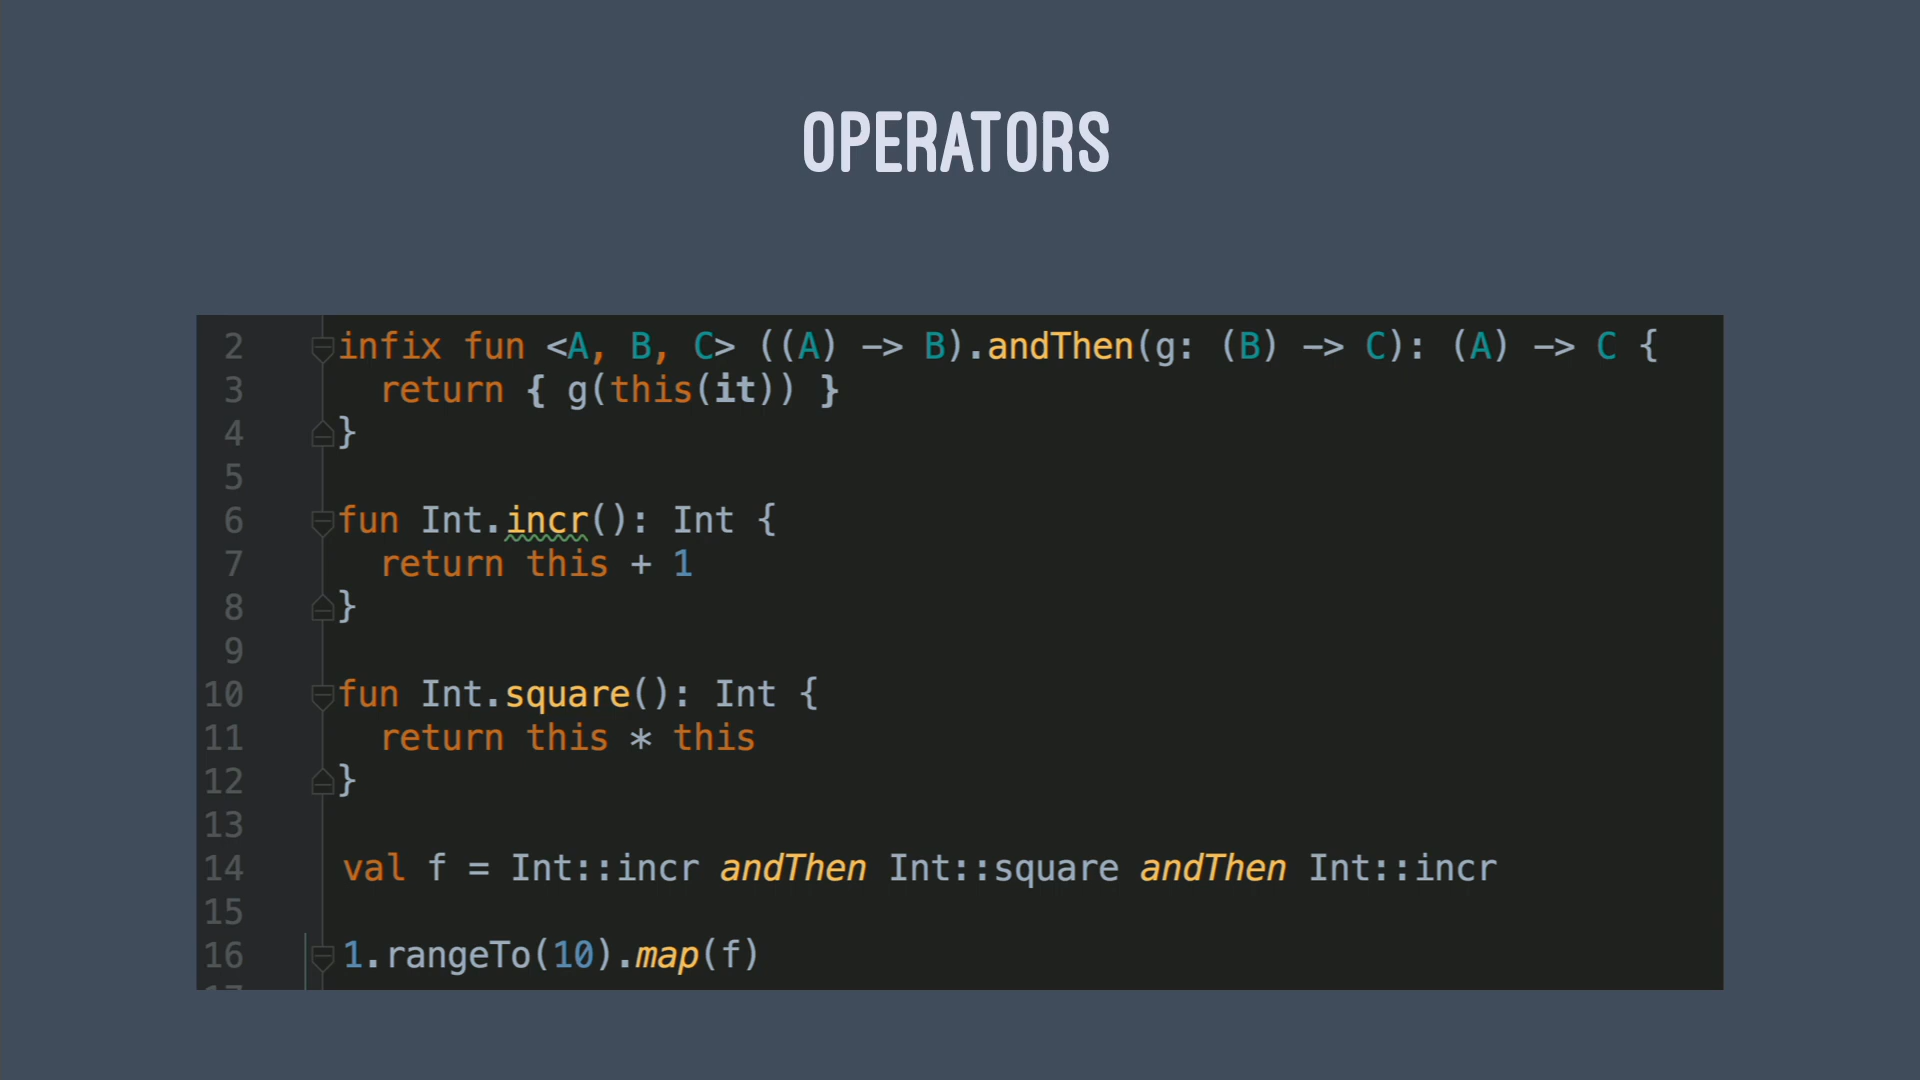 OPERATORS
2 infix fun <A, B, C> ((A) -> B).andThen(g: (B) -> C): (A) -> C {
3 return { g(this(it)) }
4 }
5
6 fun Int.incr(): Int {
7 return this + 1
8 }
9
10 fun Int.square(): Int {
11 return this * this
12 }
13
14 val f = Int::incr andThen Int::square andThen Int::incr
15
16 1.rangeTo(10).map(f)